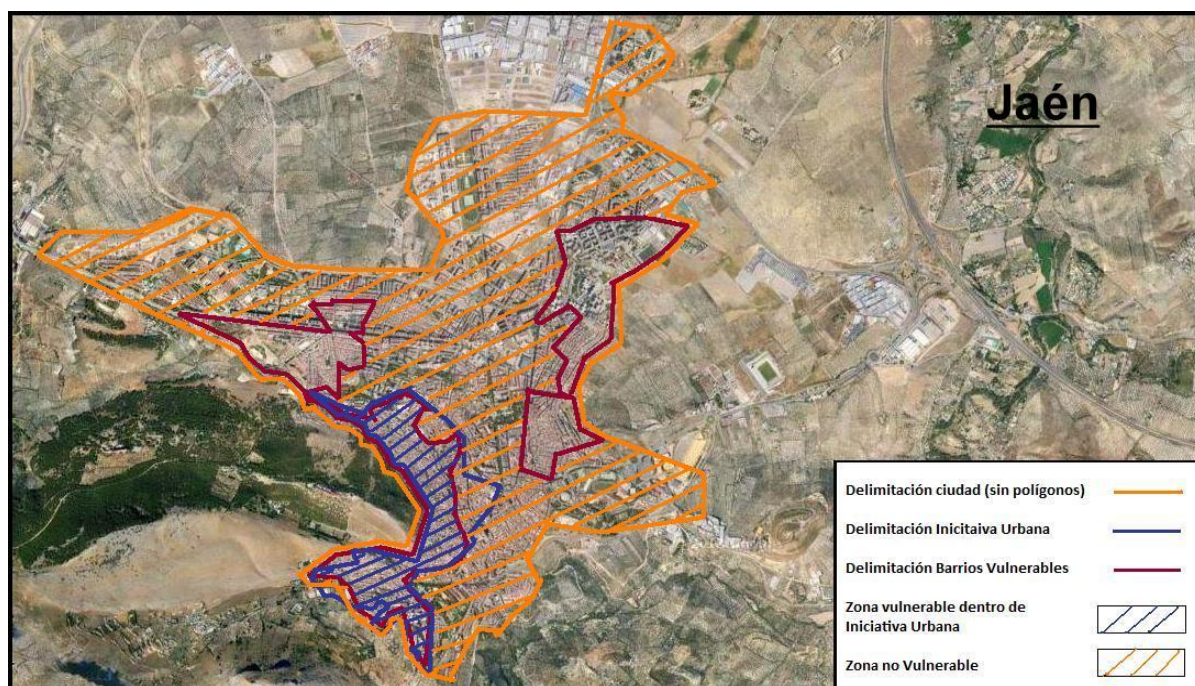 Jaén
Delimitación ciudad (sin polígonos)
Delimitación Inicitaiva Urbana
Delimitación Barrios Vulnerables
Zona vulnerable dentro de
Iniciativa Urbana
Zona no Vulnerable